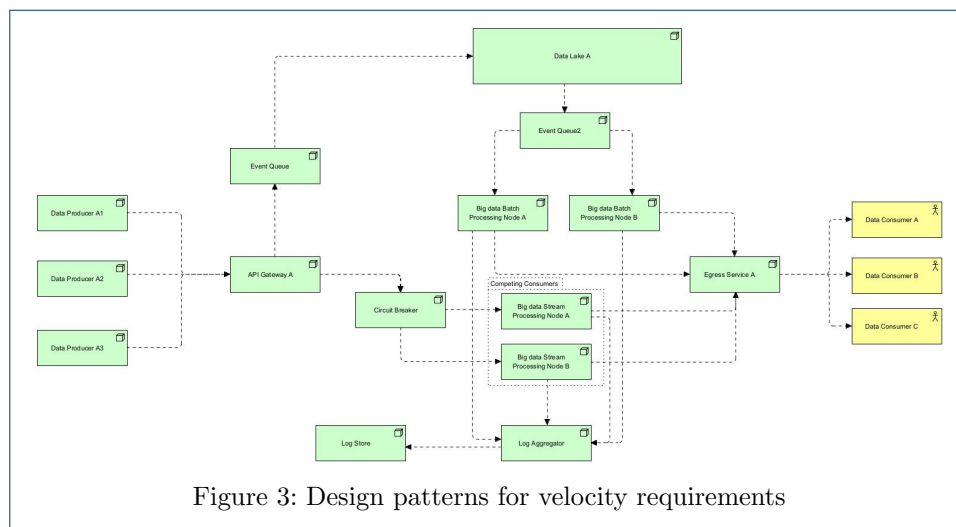 Data Lake A
Event Queue2
Event Queue
Data Producer A1
Big data Batch
Processing Node A
Big data Batch
Processing Node B
Data Consumer A
Data Producer A2
API Gateway A
Egress Service A
Data Consumer B
Competing Consumers
Circuit Breaker
Big data Stream
Processing Node A
Data Consumer C
Data Producer A3
Big data Stream
Processing Node B
Log Store
Log Aggregator
Figure 3: Design patterns for velocity requirements